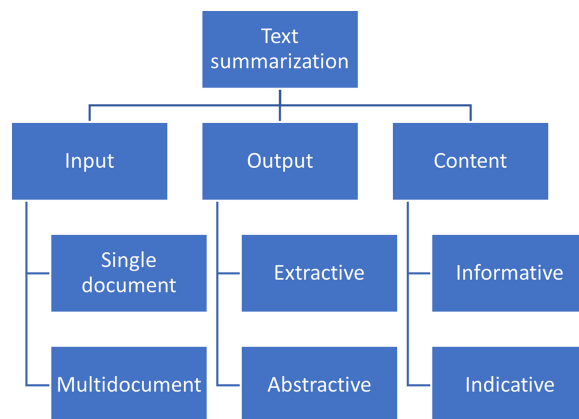 Text
summarization
Input
Output
Content
Single
document
Extractive
Informative
Multidocument
Abstractive
Indicative